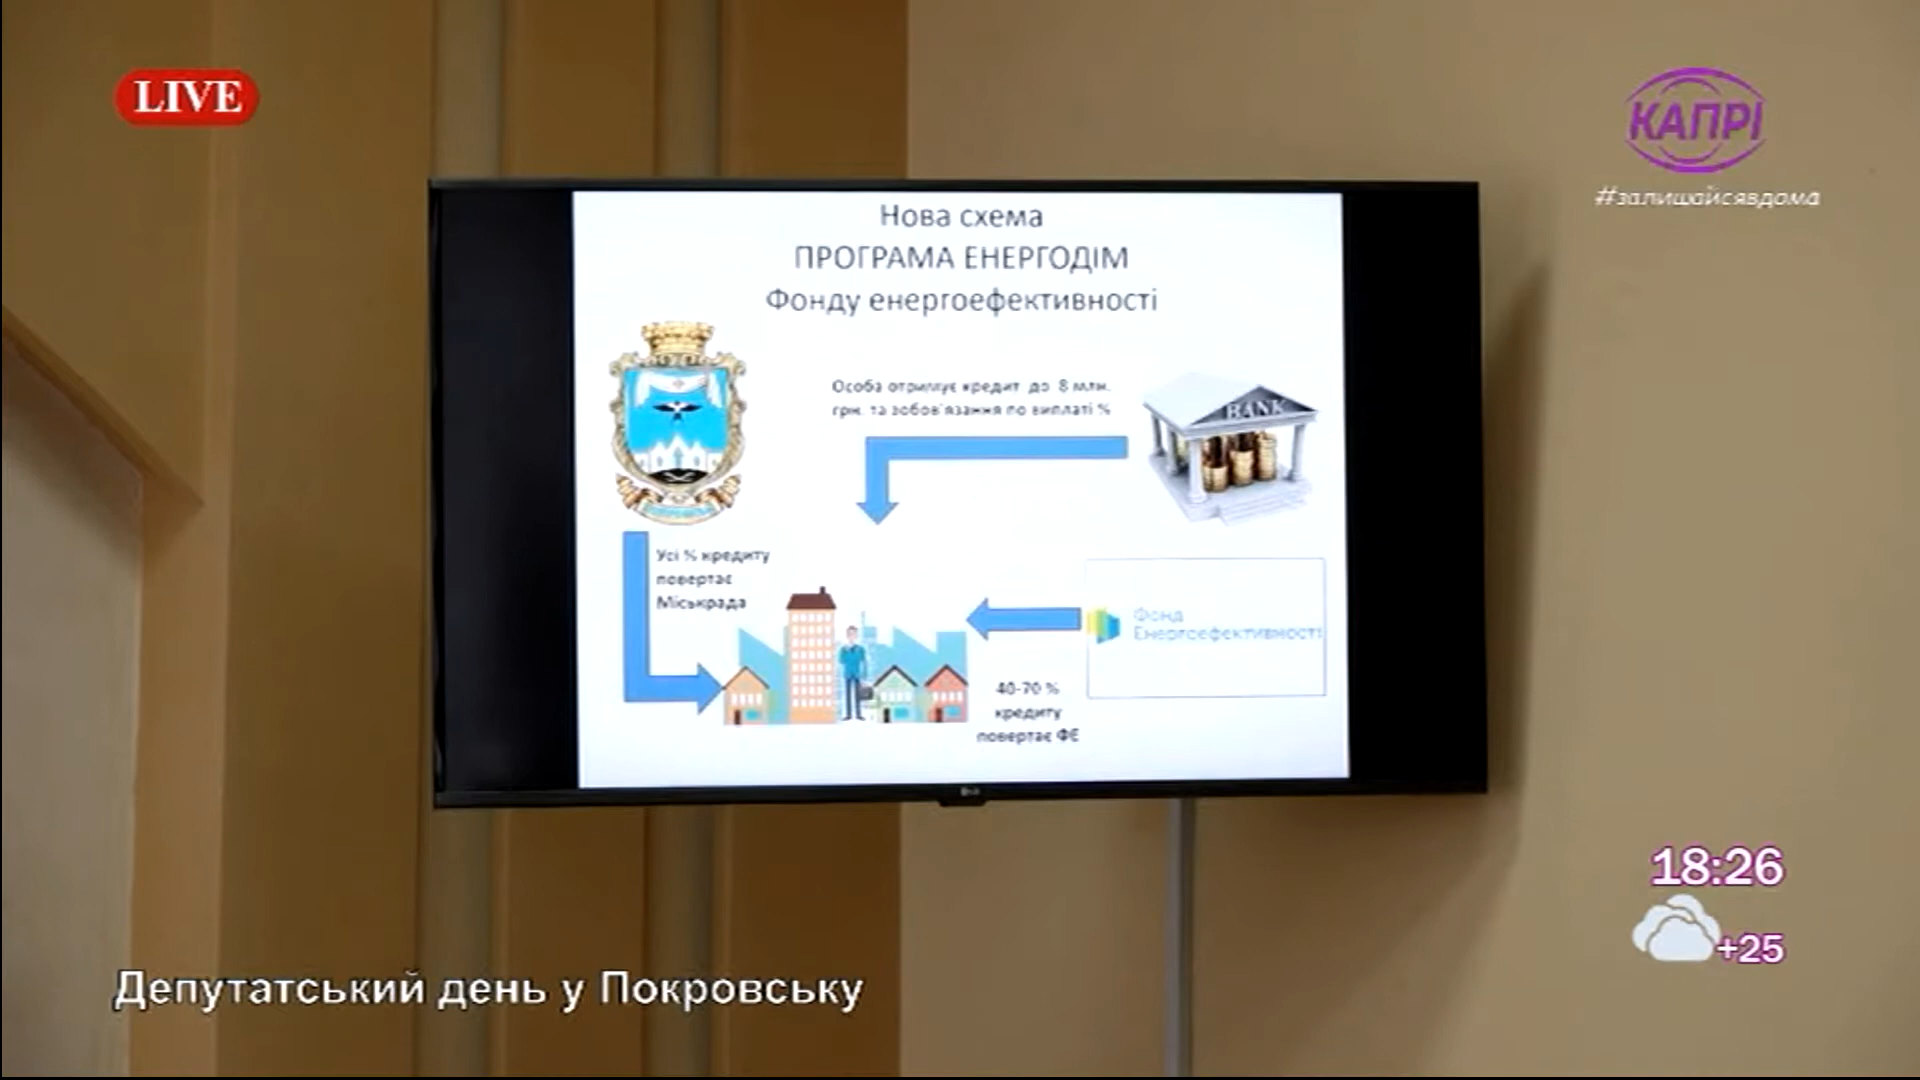 LIVE
КАПРІ
#залишайсявдома
Нова схема
ПРОГРАМА ЕНЕРГОДІМ
Фонду енергоефективності
Особа отримує кредит до 8 млн.
грн. та зобов'язання по виплаті %
BANK
Усі % кредиту
повертає
Міськрада
Фонд
Енергоефективності
40-70 %
кредиту
повертає ФЕ
LG
18:26
+25
Депутатський день у Покровську